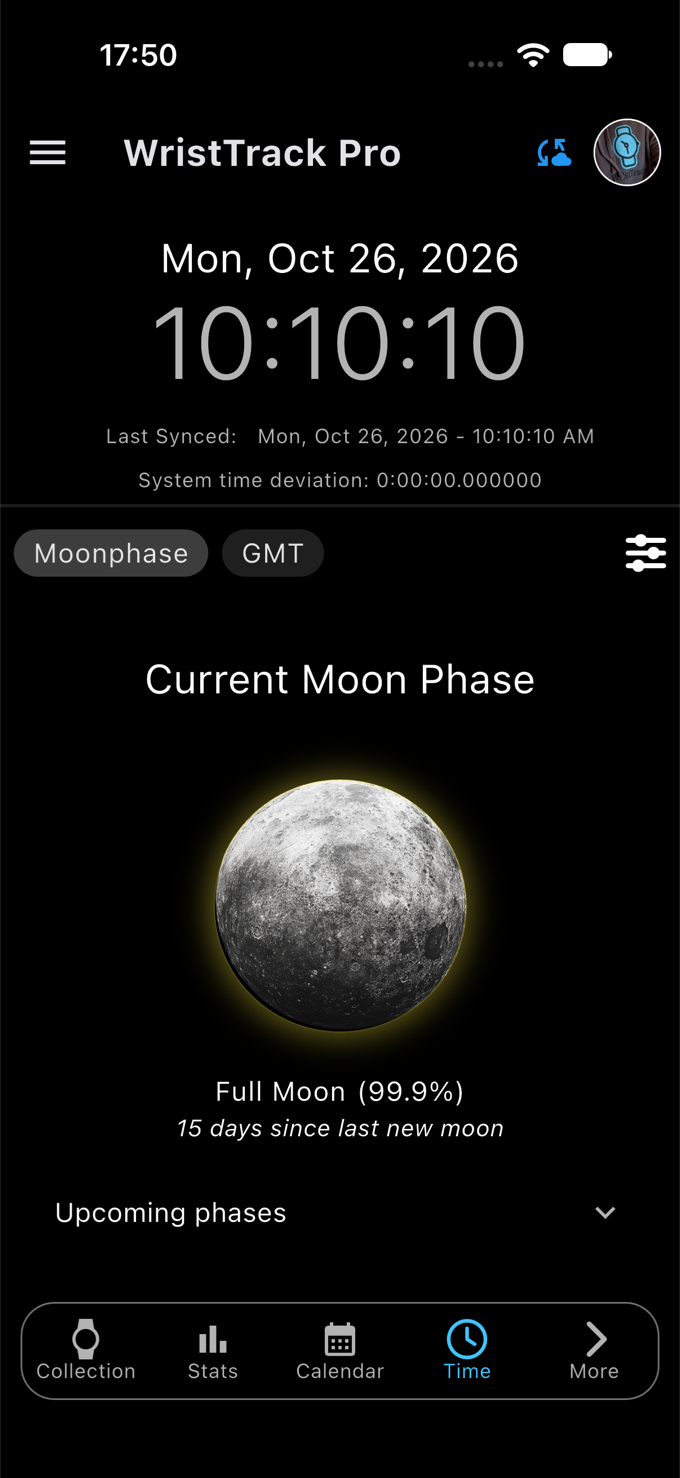 17:50
WristTrack Pro
Mon, Oct 26, 2026
10:10:10
Last Synced: Mon, Oct 26, 2026 - 10:10:10 AM
System time deviation: 0:00:00.000000
Moonphase GMT
Current Moon Phase
Full Moon (99.9%)
15 days since last new moon
Upcoming phases
Collection Stats Calendar Time More